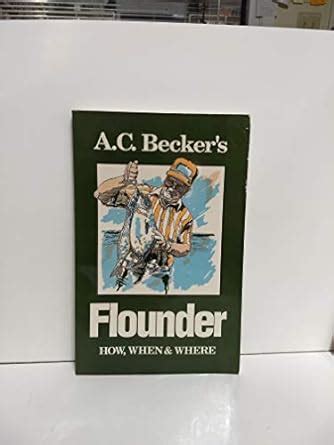 A.C. Becker's
Flounder
HOW, WHEN & WHERE